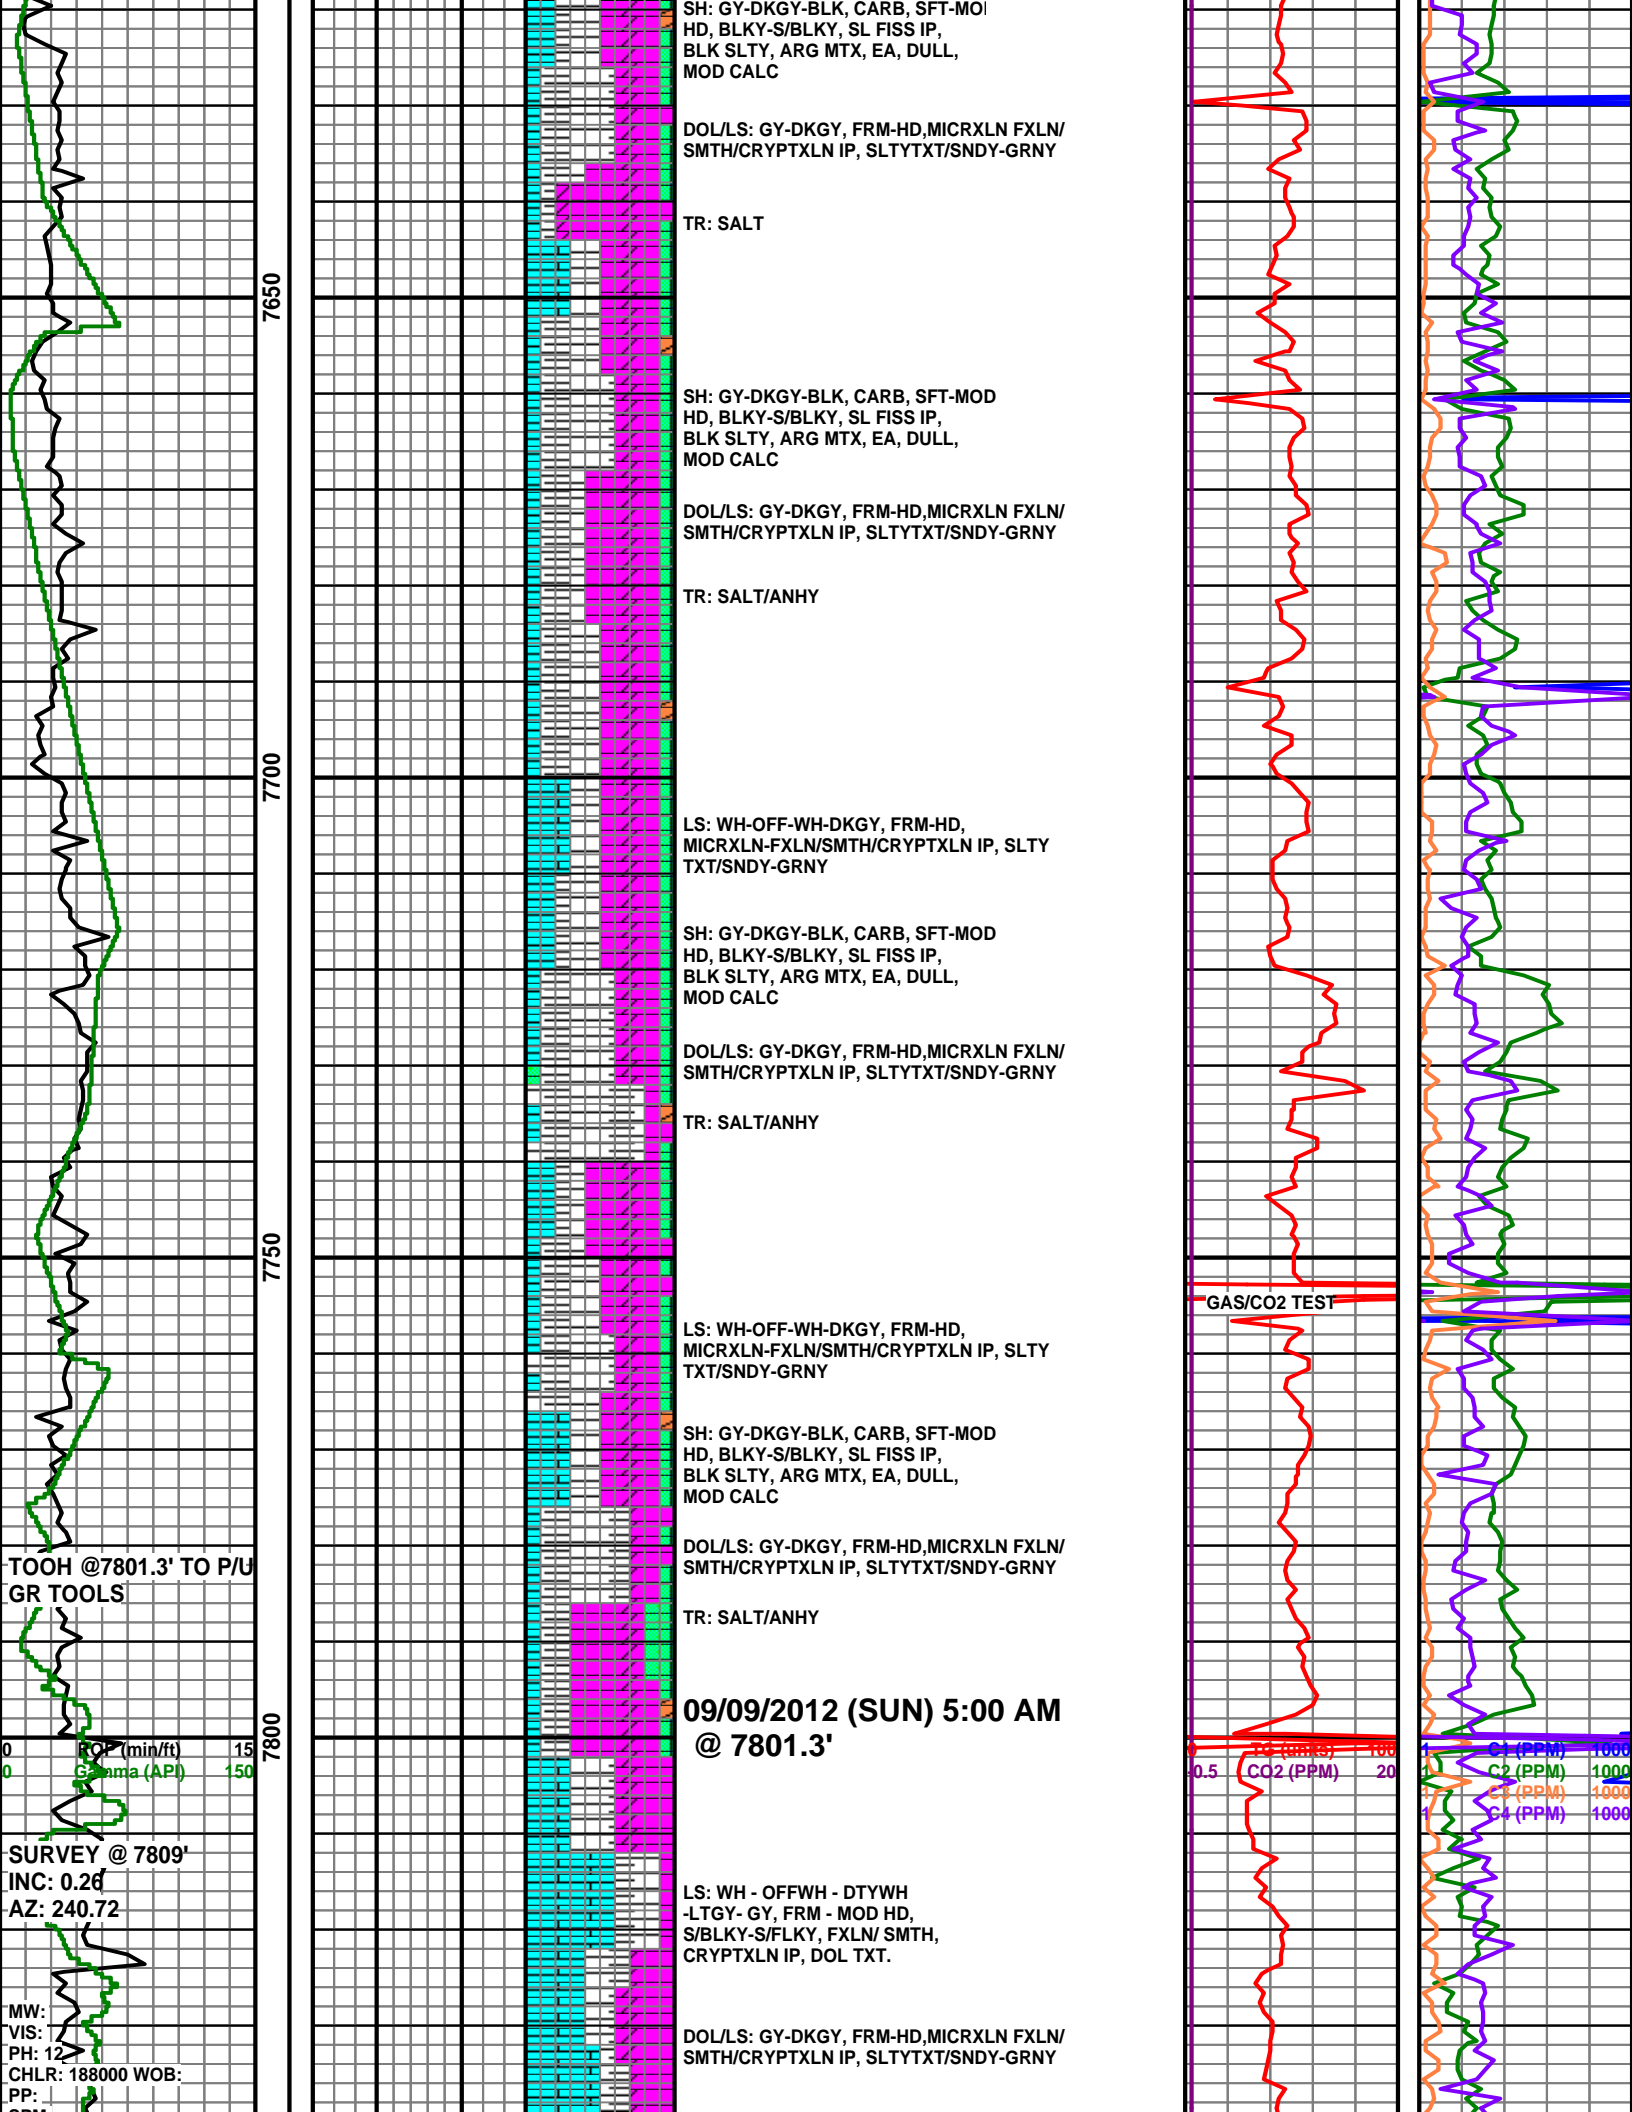 SH: GY-DKGY-BLK, CARB, SFT-MOD
HD, BLKY-S/BLKY, SL FISS IP,
BLK SLTY, ARG MTX, EA, DULL,
MOD CALC
DOL/LS: GY-DKGY, FRM-HD,MICRXLN FXLN/
SMTH/CRYPTXLN IP, SLTYTXT/SNDY-GRNY
TR: SALT
7650
SH: GY-DKGY-BLK, CARB, SFT-MOD
HD, BLKY-S/BLKY, SL FISS IP,
BLK SLTY, ARG MTX, EA, DULL,
MOD CALC
DOL/LS: GY-DKGY, FRM-HD,MICRXLN FXLN/
SMTH/CRYPTXLN IP, SLTYTXT/SNDY-GRNY
TR: SALT/ANHY
7700
LS: WH-OFF-WH-DKGY, FRM-HD,
MICRXLN-FXLN/SMTH/CRYPTXLN IP, SLTY
TXT/SNDY-GRNY
SH: GY-DKGY-BLK, CARB, SFT-MOD
HD, BLKY-S/BLKY, SL FISS IP,
BLK SLTY, ARG MTX, EA, DULL,
MOD CALC
DOL/LS: GY-DKGY, FRM-HD,MICRXLN FXLN/
SMTH/CRYPTXLN IP, SLTYTXT/SNDY-GRNY
TR: SALT/ANHY
7750
GAS/CO2 TEST
LS: WH-OFF-WH-DKGY, FRM-HD,
MICRXLN-FXLN/SMTH/CRYPTXLN IP, SLTY
TXT/SNDY-GRNY
SH: GY-DKGY-BLK, CARB, SFT-MOD
HD, BLKY-S/BLKY, SL FISS IP,
BLK SLTY, ARG MTX, EA, DULL,
MOD CALC
DOL/LS: GY-DKGY, FRM-HD,MICRXLN FXLN/
SMTH/CRYPTXLN IP, SLTYTXT/SNDY-GRNY
TOOH @7801.3' TO P/U
GR TOOLS
TR: SALT/ANHY
09/09/2012 (SUN) 5:00 AM
@ 7801.3'
7800
0 ROP (min/ft) 15
0 Gamma (API) 150
0 TG (units) 100
-0.5 CO2 (PPM) 20
1 C1 (PPM) 1000
1 C2 (PPM) 1000
1 C3 (PPM) 1000
1 C4 (PPM) 1000
SURVEY @ 7809'
INC: 0.26
AZ: 240.72
LS: WH - OFFWH - DTYWH
-LTGY- GY, FRM - MOD HD,
S/BLKY-S/FLKY, FXLN/ SMTH,
CRYPTXLN IP, DOL TXT.
MW:
VIS:
PH: 12
CHLR: 188000 WOB:
PP:
DOL/LS: GY-DKGY, FRM-HD,MICRXLN FXLN/
SMTH/CRYPTXLN IP, SLTYTXT/SNDY-GRNY